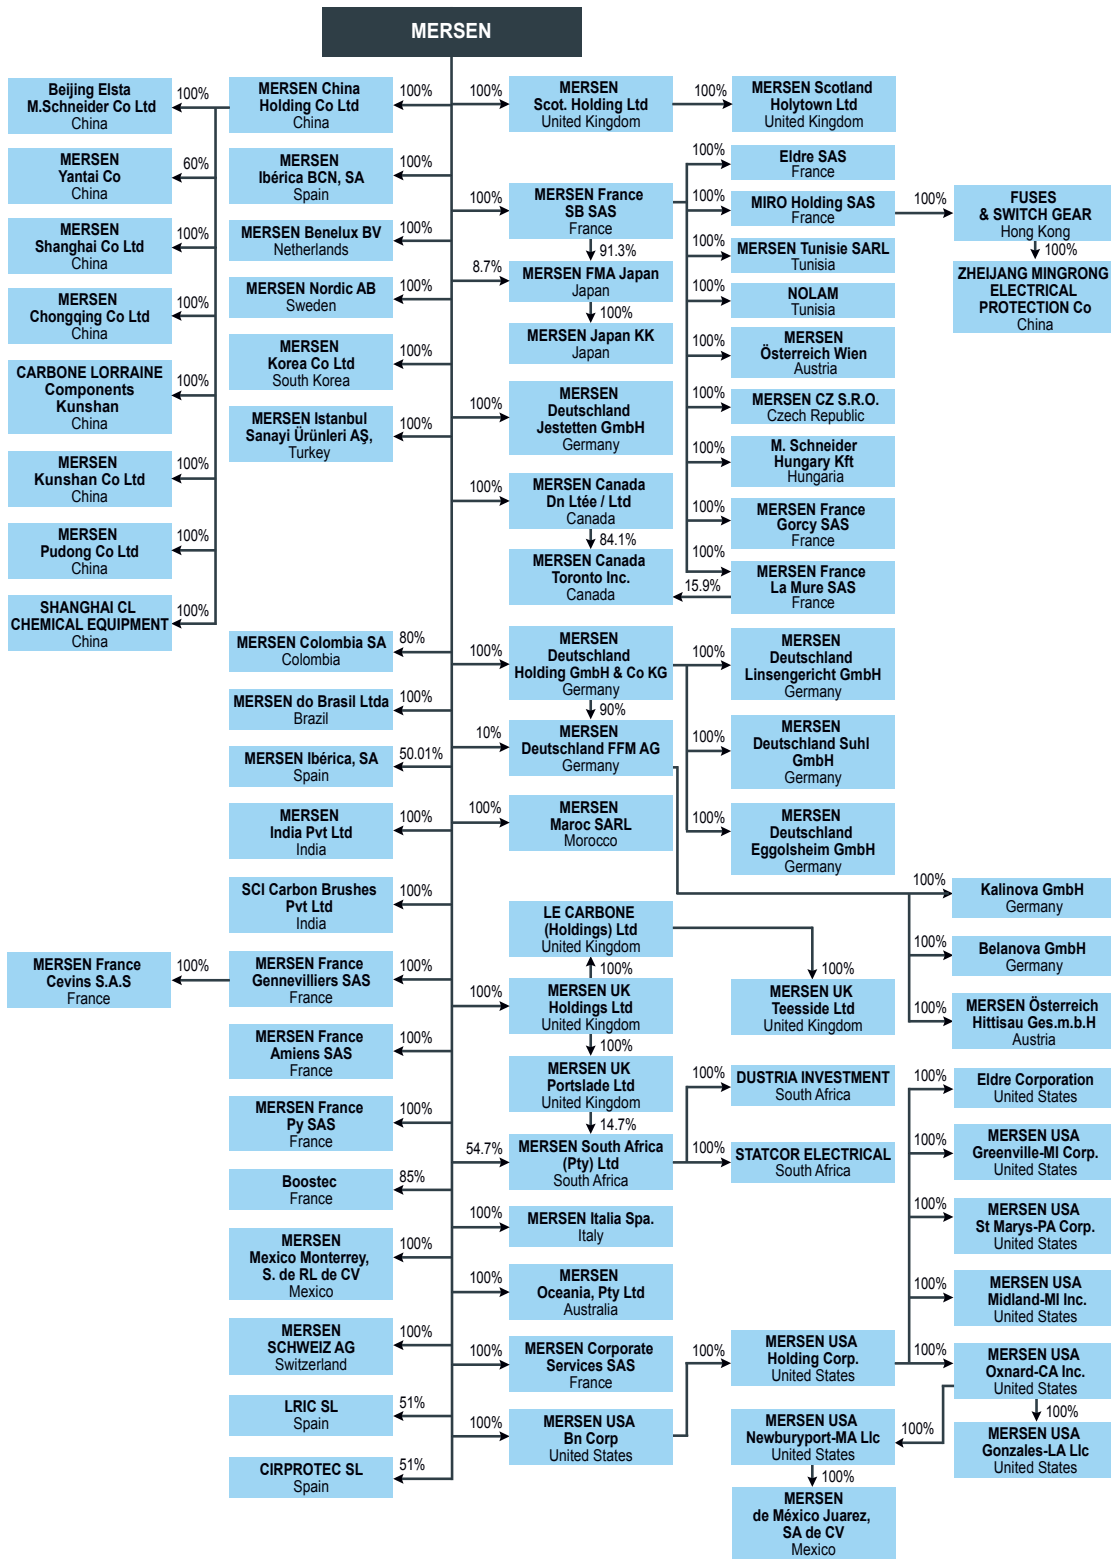 MERSEN
Beijing Elsta
M.Schneider Co Ltd
China
100%
MERSEN
Yantai Co
China
60%
MERSEN
Shanghai Co Ltd
China
100%
MERSEN
Chongqing Co Ltd
China
100%
CARBONE LORRAINE
Components
Kunshan
China
100%
MERSEN
Kunshan Co Ltd
China
100%
MERSEN
Pudong Co Ltd
China
100%
SHANGHAI CL
CHEMICAL EQUIPMENT
China
100%
MERSEN France
Cevins S.A.S
France
100%
MERSEN China
Holding Co Ltd
China
100%
MERSEN
Ibérica BCN, SA
Spain
100%
MERSEN Benelux BV
Netherlands
100%
MERSEN Nordic AB
Sweden
100%
MERSEN
Korea Co Ltd
South Korea
100%
MERSEN Istanbul
Sanayi Ürünleri AŞ,
Turkey
100%
MERSEN Colombia SA
Colombia
80%
MERSEN do Brasil Ltda
Brazil
100%
MERSEN Ibérica, SA
Spain
50.01%
MERSEN
India Pvt Ltd
India
100%
SCI Carbon Brushes
Pvt Ltd
India
100%
MERSEN France
Gennevilliers SAS
France
100%
MERSEN France
Amiens SAS
France
100%
MERSEN France
Py SAS
France
100%
Boostec
France
85%
MERSEN
Mexico Monterrey,
S. de RL de CV
Mexico
100%
MERSEN
SCHWEIZ AG
Switzerland
100%
LRIC SL
Spain
51%
CIRPROTEC SL
Spain
51%
100%
MERSEN
Scot. Holding Ltd
United Kingdom
100%
MERSEN France
SB SAS
France
91.3%
8.7%
MERSEN FMA Japan
Japan
100%
MERSEN Japan KK
Japan
100%
MERSEN
Deutschland
Jestetten GmbH
Germany
100%
MERSEN Canada
Dn Ltée / Ltd
Canada
84.1%
MERSEN Canada
Toronto Inc.
Canada
15.9%
100%
MERSEN
Deutschland
Holding GmbH & Co KG
Germany
90%
10%
MERSEN
Deutschland FFM AG
Germany
100%
MERSEN
Maroc SARL
Morocco
LE CARBONE
(Holdings) Ltd
United Kingdom
100%
100%
MERSEN UK
Holdings Ltd
United Kingdom
100%
MERSEN UK
Portslade Ltd
United Kingdom
14.7%
54.7%
MERSEN South Africa
(Pty) Ltd
South Africa
100%
MERSEN Italia Spa.
Italy
100%
MERSEN
Oceania, Pty Ltd
Australia
100%
MERSEN Corporate
Services SAS
France
100%
MERSEN USA
Bn Corp
United States
100%
MERSEN Scotland
Holytown Ltd
United Kingdom
100%
Eldre SAS
France
100%
MIRO Holding SAS
France
100%
MERSEN Tunisie SARL
Tunisia
100%
NOLAM
Tunisia
100%
MERSEN
Österreich Wien
Austria
100%
MERSEN CZ S.R.O.
Czech Republic
100%
M. Schneider
Hungary Kft
Hungaria
100%
MERSEN France
Gorcy SAS
France
100%
MERSEN France
La Mure SAS
France
100%
MERSEN
Deutschland
Linsengericht GmbH
Germany
100%
MERSEN
Deutschland Suhl
GmbH
Germany
100%
MERSEN
Deutschland
Eggolsheim GmbH
Germany
100%
MERSEN UK
Teesside Ltd
United Kingdom
100%
DUSTRIA INVESTMENT
South Africa
100%
STATCOR ELECTRICAL
South Africa
100%
MERSEN USA
Holding Corp.
United States
100%
MERSEN USA
Newburyport-MA Llc
United States
100%
MERSEN
de México Juarez,
SA de CV
Mexico
100%
FUSES
& SWITCH GEAR
Hong Kong
100%
ZHEIJANG MINGRONG
ELECTRICAL
PROTECTION Co
China
100%
Kalinova GmbH
Germany
100%
Belanova GmbH
Germany
100%
MERSEN Österreich
Hittisau Ges.m.b.H
Austria
100%
Eldre Corporation
United States
100%
MERSEN USA
Greenville-MI Corp.
United States
100%
MERSEN USA
St Marys-PA Corp.
United States
100%
MERSEN USA
Midland-MI Inc.
United States
100%
MERSEN USA
Oxnard-CA Inc.
United States
100%
MERSEN USA
Gonzales-LA Llc
United States